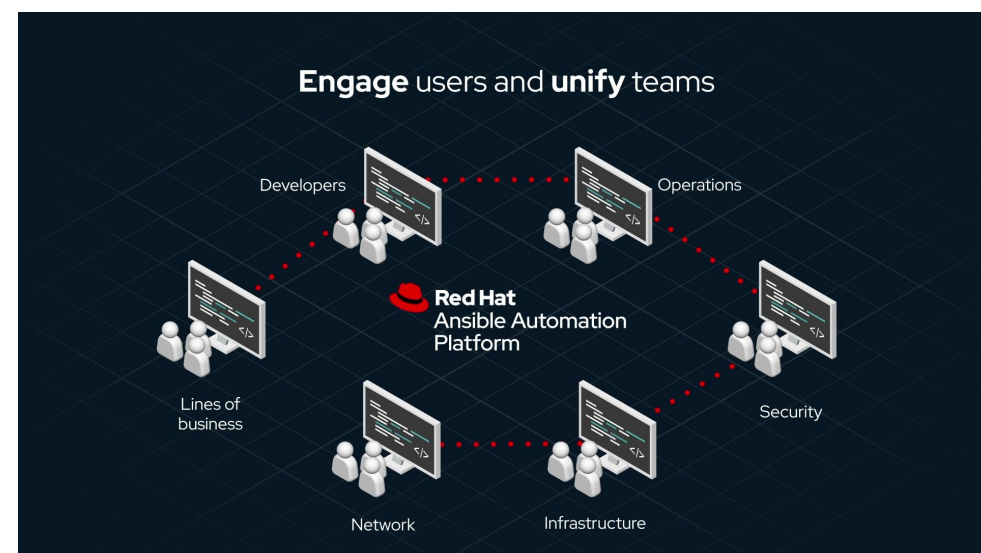 Engage users and unify teams
Developers
Operations
Red Hat
Ansible Automation
Platform
Lines of
business
Security
Network
Infrastructure